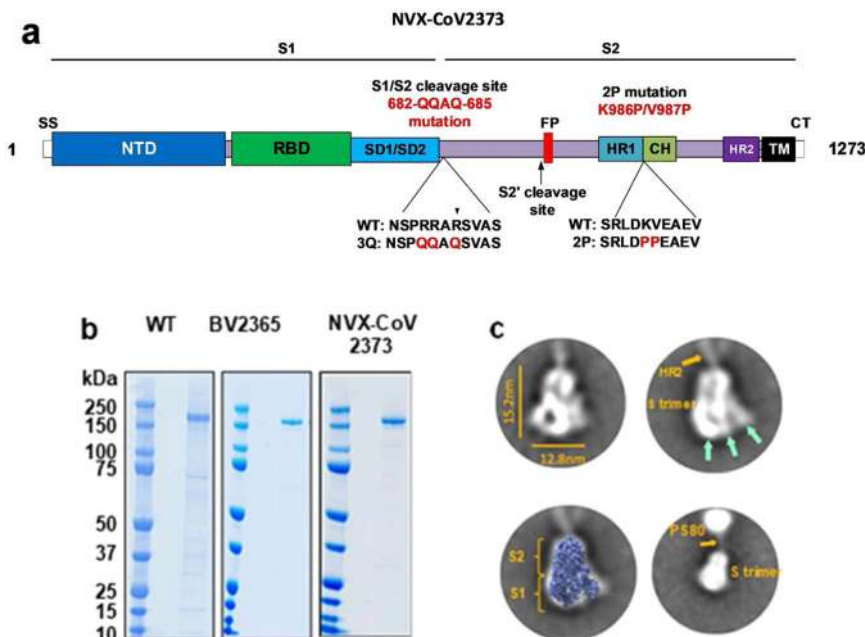 a
NVX-CoV2373
S1 S2
S1/S2 cleavage site
682-QQAQ-685
mutation
2P mutation
K986P/V987P
SS FP CT
1 NTD RBD SD1/SD2 HR1 CH HR2 TM 1273
S2' cleavage
site
WT: NSPRRARSVAS
3Q: NSPQQAQSVAS
WT: SRLDKVEAEV
2P: SRLDPPEAEV
b
WT BV2365 NVX-CoV
2373
kDa
250
150
100
75
50
37
25
15
10
c
15.2nm
12.8nm
HR2
S trimer
S2
S1
PS80
S trimer